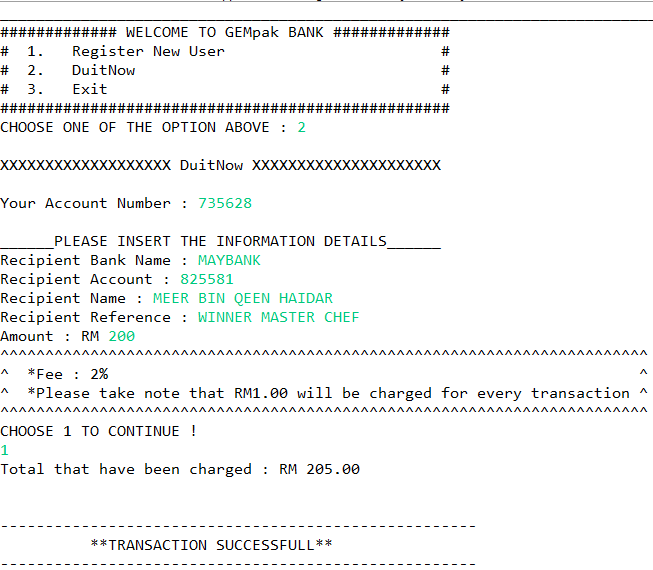 ############# WELCOME TO GEMpak BANK #############
#  1.   Register New User                        #
#  2.   DuitNow                                  #
#  3.   Exit                                     #
##################################################
CHOOSE ONE OF THE OPTION ABOVE : 2
XXXXXXXXXXXXXXXXXXX DuitNow XXXXXXXXXXXXXXXXXXXXX
Your Account Number : 735628
______PLEASE INSERT THE INFORMATION DETAILS______
Recipient Bank Name : MAYBANK
Recipient Account : 825581
Recipient Name : MEER BIN QEEN HAIDAR
Recipient Reference : WINNER MASTER CHEF
Amount : RM 200
^^^^^^^^^^^^^^^^^^^^^^^^^^^^^^^^^^^^^^^^^^^^^^^^^^^^^^^^^^^^^^^^^^^^^^^^
^  *Fee : 2%                                                           ^
^  *Please take note that RM1.00 will be charged for every transaction ^
^^^^^^^^^^^^^^^^^^^^^^^^^^^^^^^^^^^^^^^^^^^^^^^^^^^^^^^^^^^^^^^^^^^^^^^^
CHOOSE 1 TO CONTINUE !
1
Total that have been charged : RM 205.00
-----------------------------------------------------
**TRANSACTION SUCCESSFULL**
-----------------------------------------------------